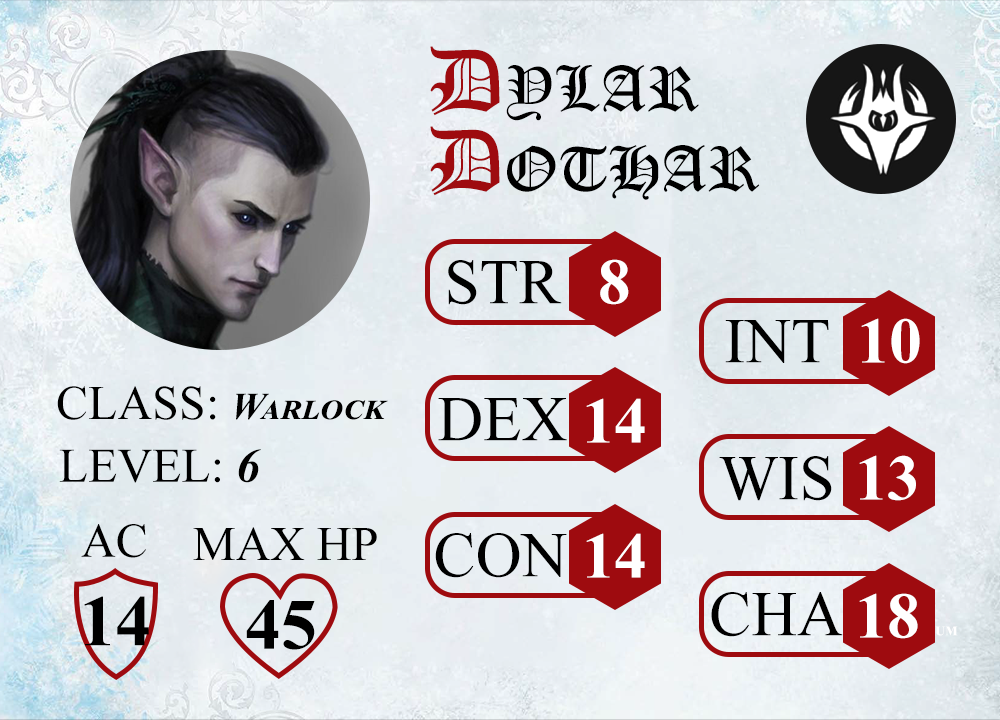 Dylar
Dothar
STR 8
INT 10
DEX 14
WIS 13
CON 14
CHA 18
CLASS: Warlock
LEVEL: 6
AC
MAX HP
14
45